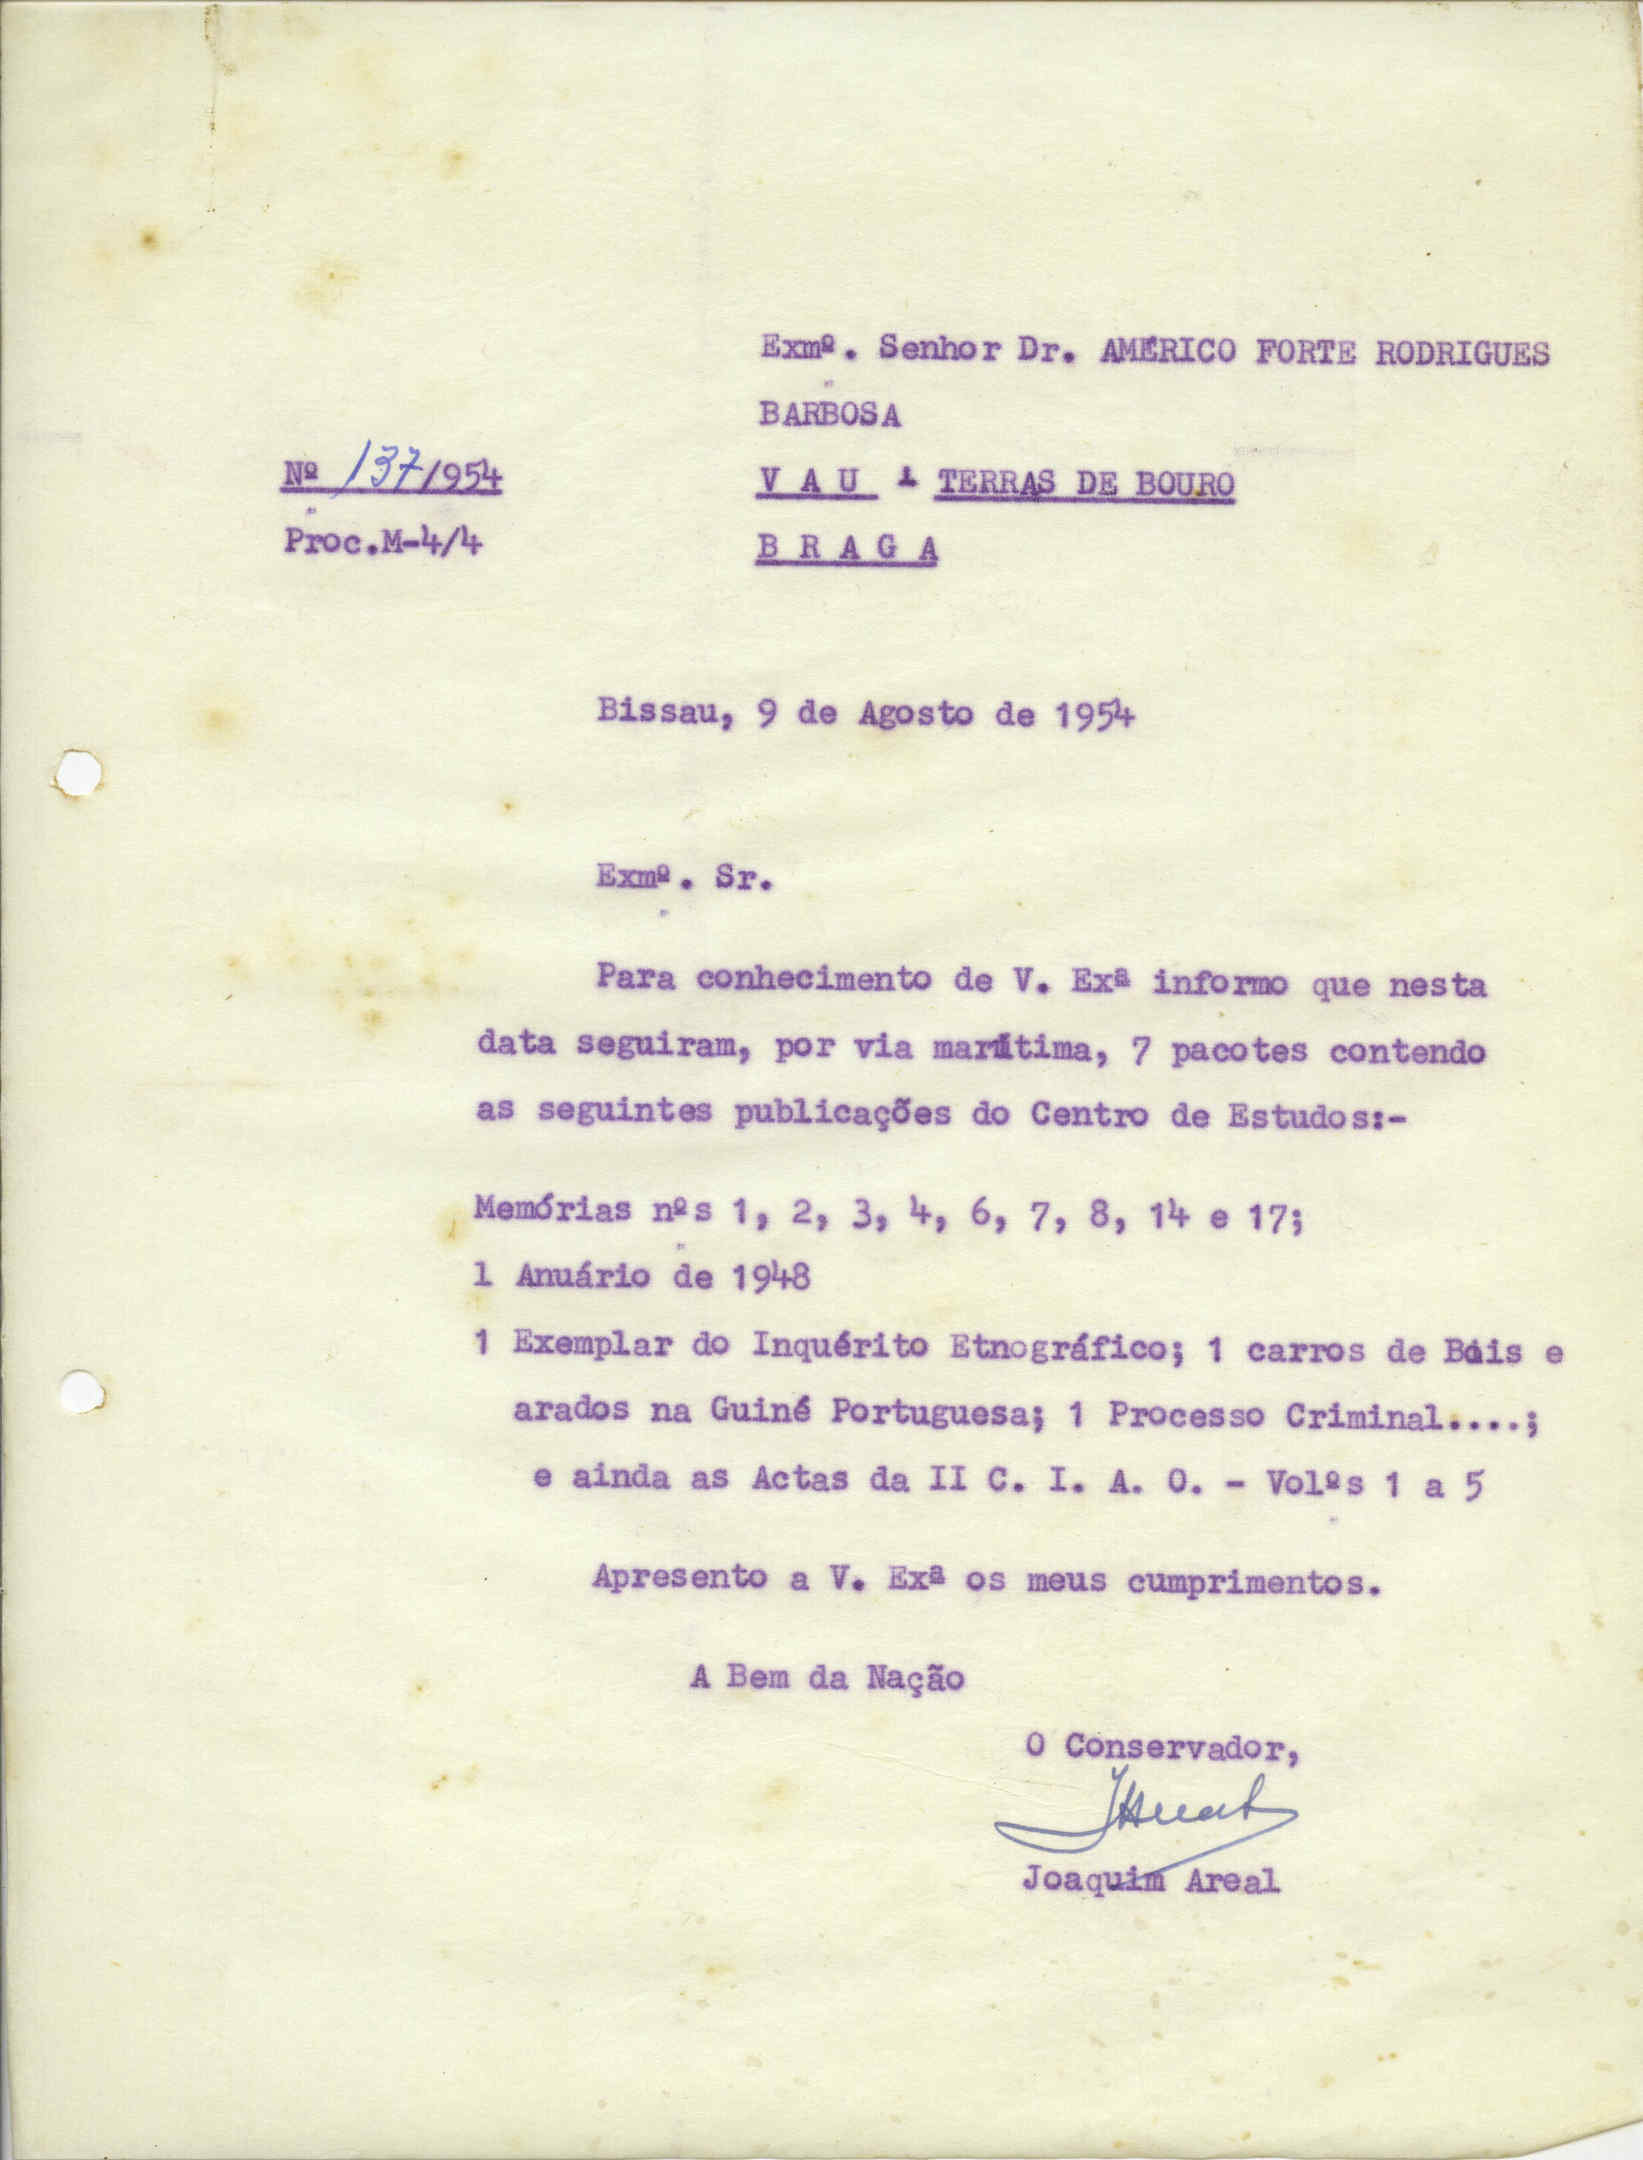 Exmº. Senhor Dr. AMÉRICO FORTE RODRIGUES
BARBOSA
Nº 137/1954
V A U - TERRAS DE BOURO
Proc.M-4/4
B R A G A
Bissau, 9 de Agosto de 1954
Exmº. Sr.
Para conhecimento de V. Exª informo que nesta
data seguiram, por via marítima, 7 pacotes contendo
as seguintes publicações do Centro de Estudos:-
Memórias nºs 1, 2, 3, 4, 6, 7, 8, 14 e 17;
1 Anuário de 1948
1 Exemplar do Inquérito Etnográfico; 1 carros de Bois e
arados na Guiné Portuguesa; 1 Processo Criminal....;
e ainda as Actas da II C. I. A. O. - Volºs 1 a 5
Apresento a V. Exª os meus cumprimentos.
A Bem da Nação
O Conservador,
Joaquim Areal